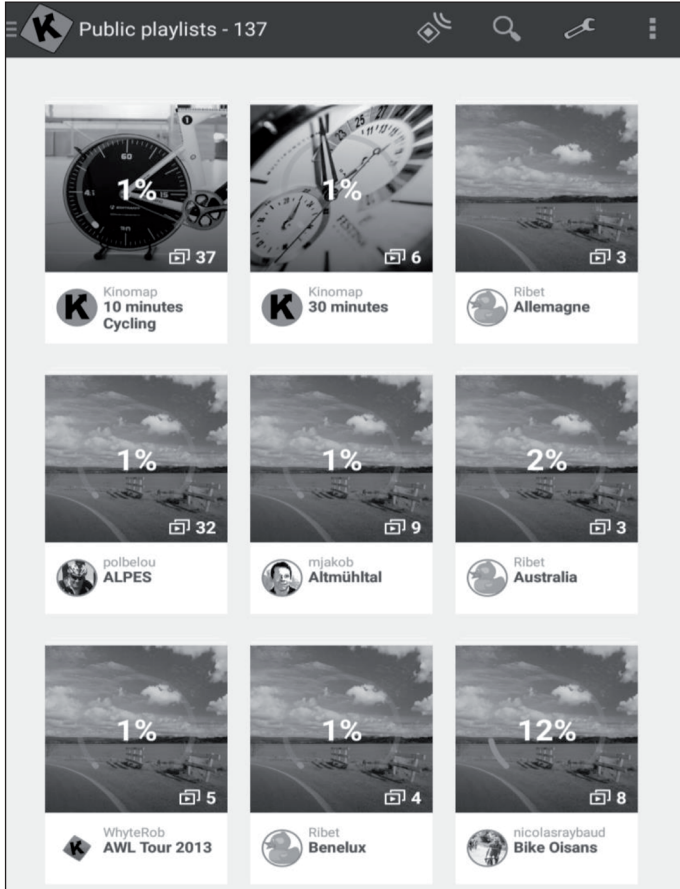 Public playlists - 137
1%
37
Kinomap
10 minutes
Cycling
1%
6
Kinomap
30 minutes
3
Ribet
Allemagne
1%
32
polbelou
ALPES
1%
9
mjakob
Altmühltal
2%
3
Ribet
Australia
1%
5
WhyteRob
AWL Tour 2013
1%
4
Ribet
Benelux
12%
8
nicolasraybaud
Bike Oisans